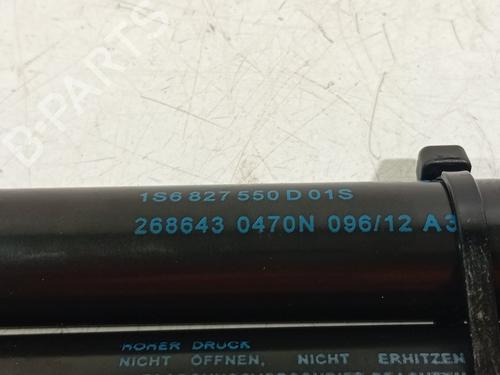 B-PARTS
1S6 827 550 D 01S
268643 0470N 096/12 A3
HOHER DRUCK
NICHT ÖFFNEN, NICHT ERHITZEN